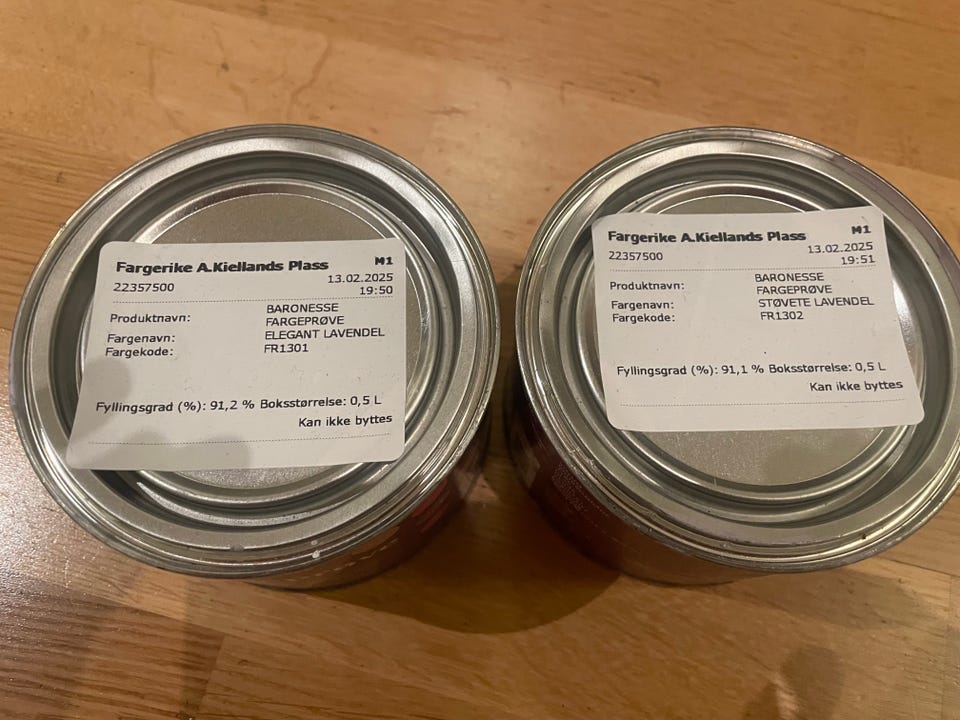 Fargerike A.Kiellands Plass M1
22357500 13.02.2025
19:50
Produktnavn: BARONESSE
FARGEPRØVE
Fargenavn: ELEGANT LAVENDEL
Fargekode: FR1301
Fyllingsgrad (%): 91,2 % Boksstørrelse: 0,5 L
Kan ikke byttes
Fargerike A.Kiellands Plass M1
22357500 13.02.2025
19:51
Produktnavn: BARONESSE
FARGEPRØVE
Fargenavn: STØVETE LAVENDEL
Fargekode: FR1302
Fyllingsgrad (%): 91,1 % Boksstørrelse: 0,5 L
Kan ikke byttes